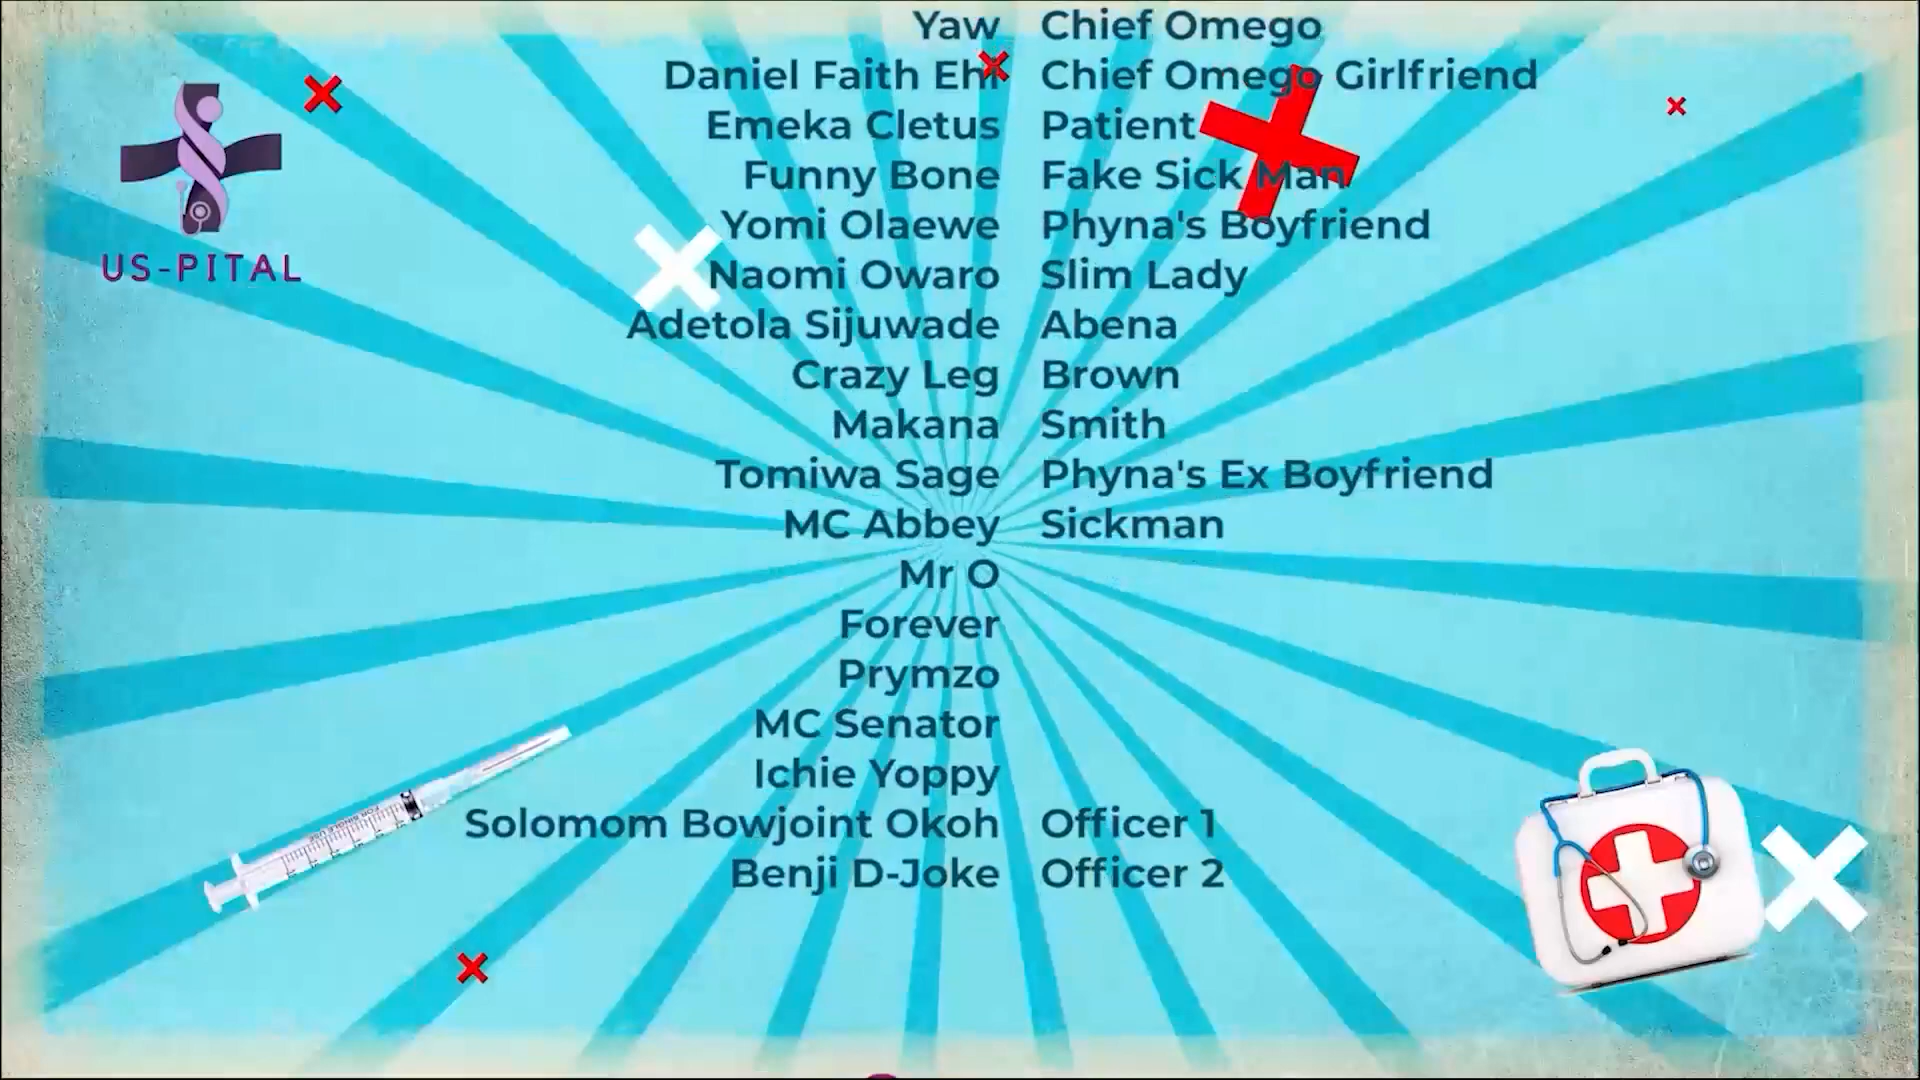 Yaw Chief Omego
Daniel Faith Ehi Chief Omego Girlfriend
Emeka Cletus Patient
Funny Bone Fake Sick Man
Yomi Olaewe Phyna's Boyfriend
Naomi Owaro Slim Lady
Adetola Sijuwade Abena
Crazy Leg Brown
Makana Smith
Tomiwa Sage Phyna's Ex Boyfriend
MC Abbey Sickman
Mr O
Forever
Prymzo
MC Senator
Ichie Yoppy
Solomom Bowjoint Okoh Officer 1
Benji D-Joke Officer 2
US-PITAL